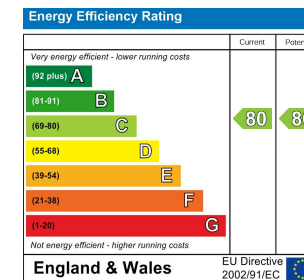 Energy Efficiency Rating
Current
Very energy efficient - lower running costs
(92 plus) A
(81-91) B
(69-80) C
80
(55-68) D
(39-54) E
(21-38) F
(1-20) G
Not energy efficient - higher running costs
England & Wales
EU Directive
2002/91/EC